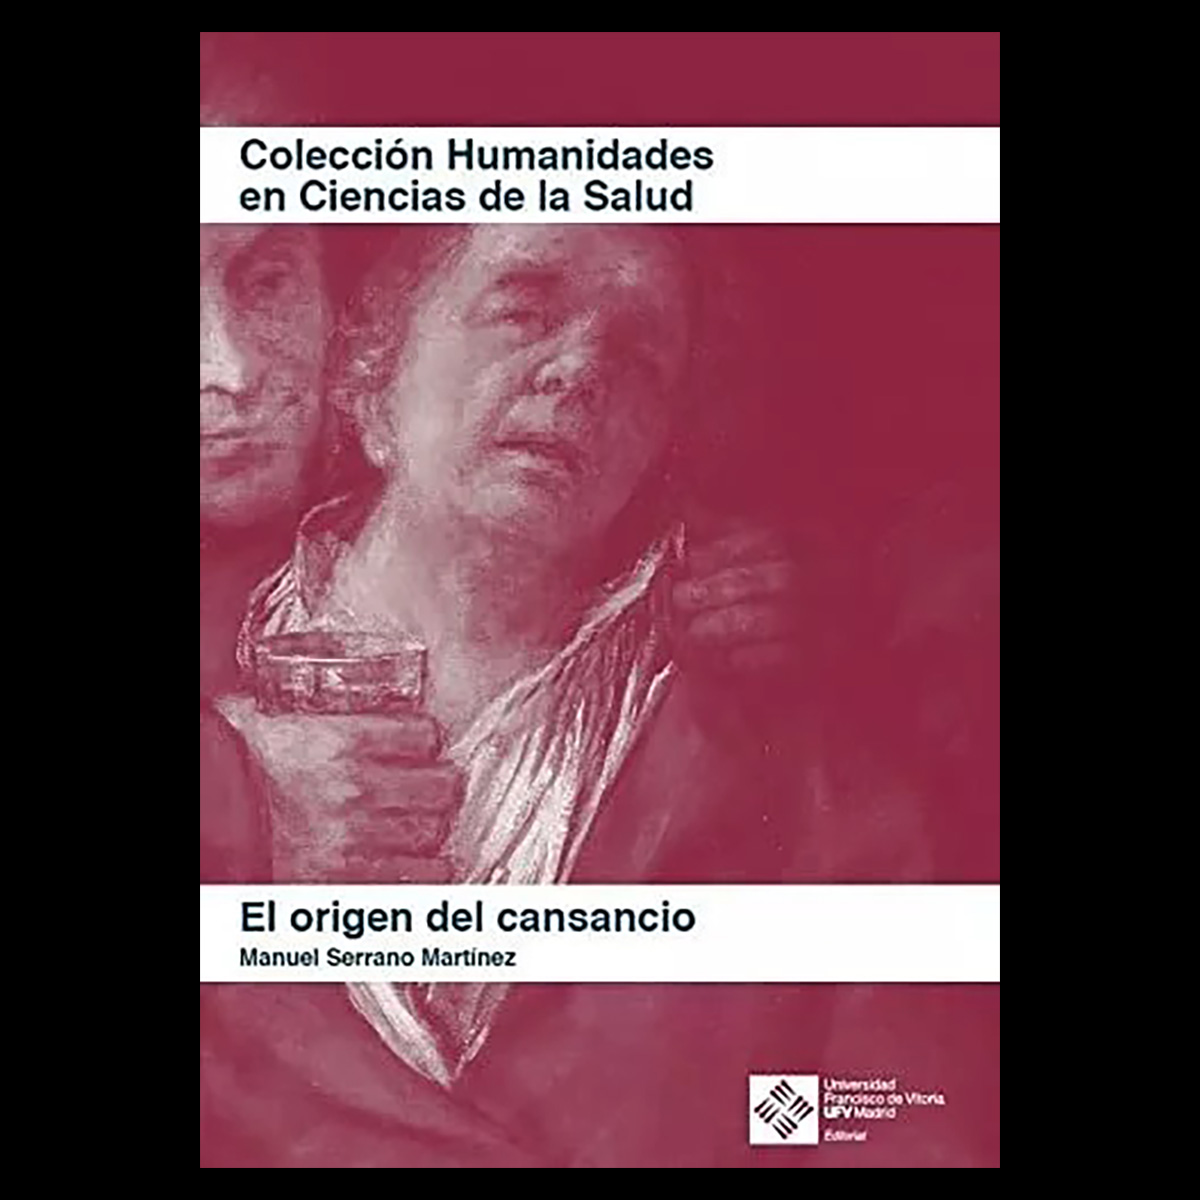 Colección Humanidades
en Ciencias de la Salud
El origen del cansancio
Manuel Serrano Martínez
Universidad
Francisco de Vitoria
UFV Madrid
Editorial